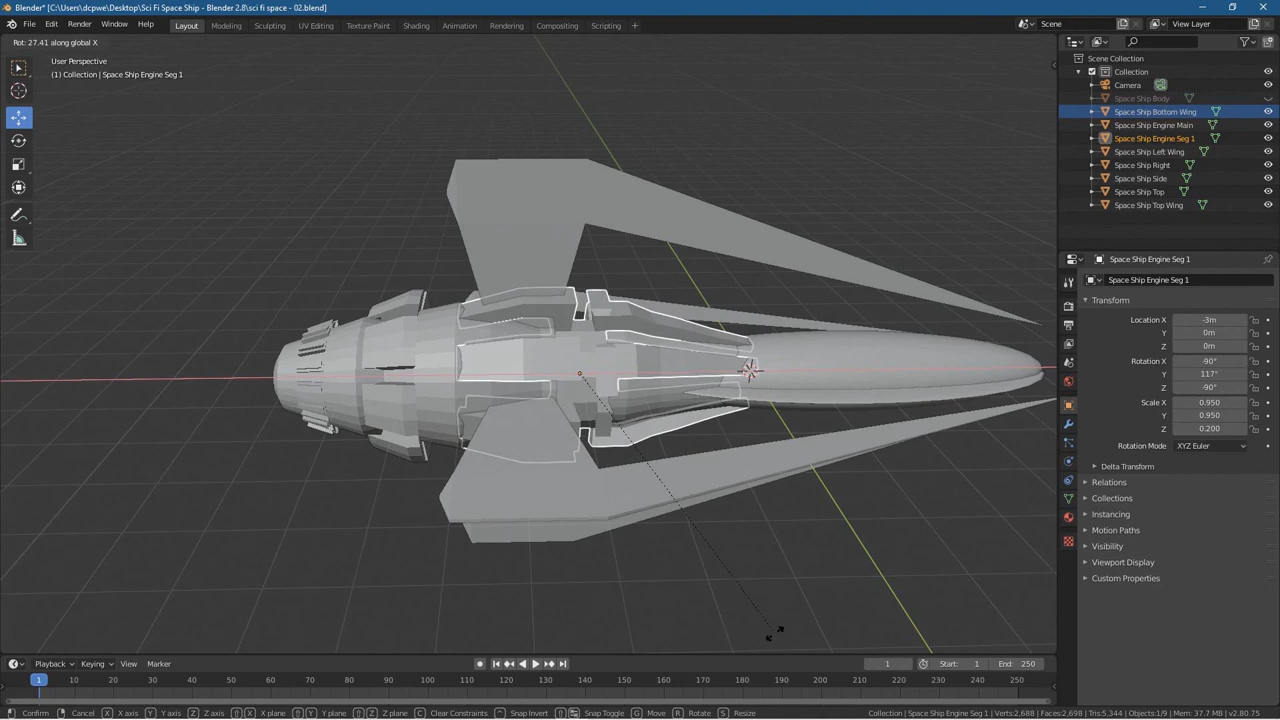 Blender* [C:\Users\dcpwe\Desktop\Sci Fi Space Ship - Blender 2.8\sci fi space - 02.blend]
File Edit Render Window Help Layout Modeling Sculpting UV Editing Texture Paint Shading Animation Rendering Compositing Scripting + Scene View Layer
Rot: 27.41 along global X
User Perspective
(1) Collection | Space Ship Engine Seg 1
Scene Collection
Collection
Camera
Space Ship Body
Space Ship Bottom Wing
Space Ship Engine Main
Space Ship Engine Seg 1
Space Ship Left Wing
Space Ship Right
Space Ship Side
Space Ship Top
Space Ship Top Wing
Space Ship Engine Seg 1
Space Ship Engine Seg 1
Transform
Location X -3m
Y 0m
Z 0m
Rotation X -90°
Y 117°
Z -90°
Scale X 0.950
Y 0.950
Z 0.200
Rotation Mode XYZ Euler
Delta Transform
Relations
Collections
Instancing
Motion Paths
Visibility
Viewport Display
Custom Properties
Playback Keying View Marker 1 Start: 1 End: 250
1 10 20 30 40 50 60 70 80 90 100 110 120 130 140 150 160 170 180 190 200 210 220 230 240 250
Confirm Cancel X X axis Y Y axis Z Z axis X X plane Y Y plane Z Z plane C Clear Constraints Snap Invert Snap Toggle G Move R Rotate S Resize Collection | Space Ship Engine Seg 1 | Verts:2,688 | Faces:2,698 | Tris:5,344 | Objects:1/9 | Mem: 37.7 MB | v2.80.75